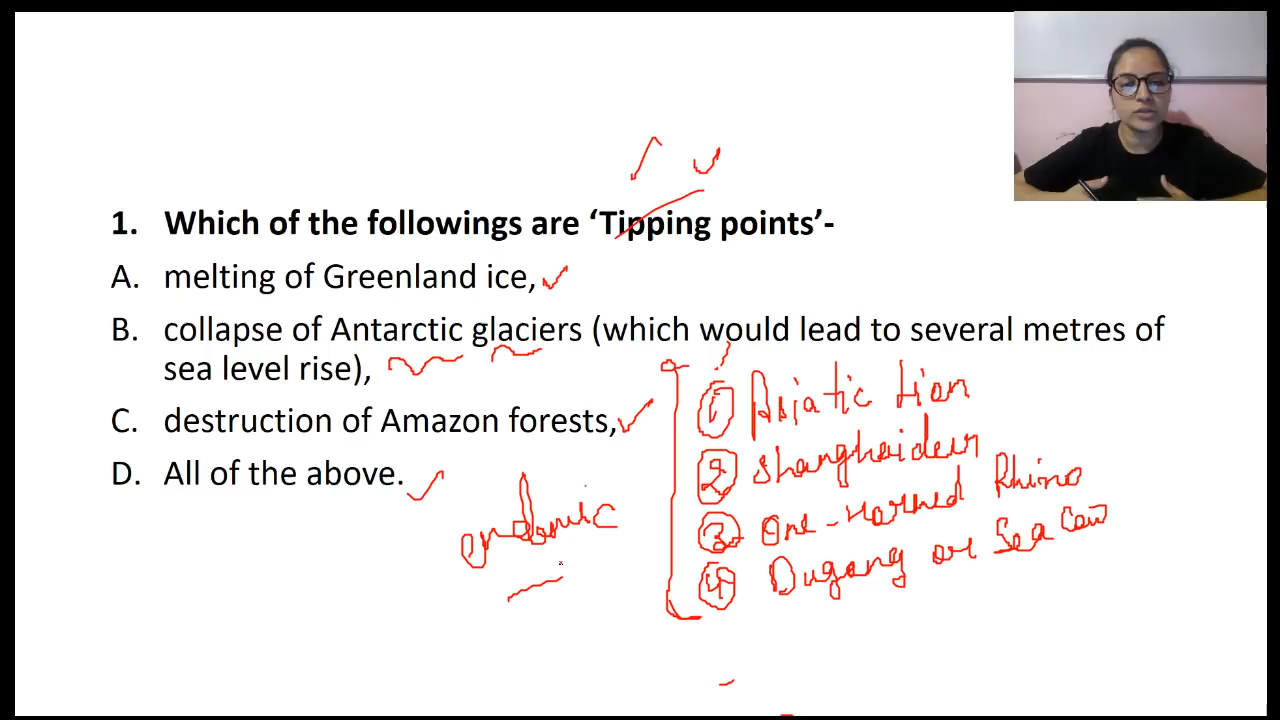 1. Which of the followings are ‘Tipping points’-
A. melting of Greenland ice,
B. collapse of Antarctic glaciers (which would lead to several metres of
sea level rise),
C. destruction of Amazon forests,
D. All of the above.
endemic
1 Asiatic Lion
2 Shanghaideer
3 One-Horned Rhino
4 Dugang or Sea Cow